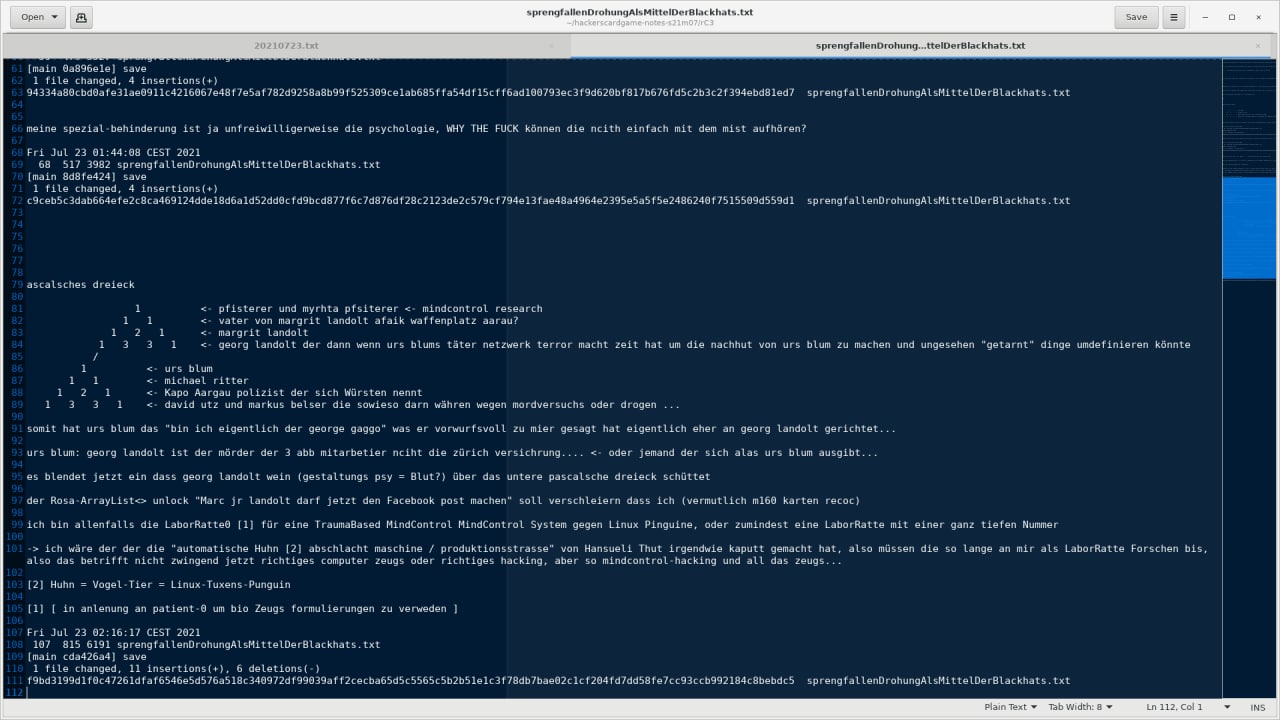 Open
sprengfallenDrohungAlsMittelDerBlackhats.txt
~/hackerscardgame-notes-s21m07/rC3
Save
20210723.txt
sprengfallenDrohung...ttelDerBlackhats.txt
61 [main 0a896e1e] save
62  1 file changed, 4 insertions(+)
63 94334a80cbd0afe31ae0911c4216067e48f7e5af782d9258a8b99f525309ce1ab685ffa54df15cff6ad100793ec3f9d620bf817b676fd5c2b3c2f394ebd81ed7  sprengfallenDrohungAlsMittelDerBlackhats.txt
64
65
66 meine spezial-behinderung ist ja unfreiwilligerweise die psychologie, WHY THE FUCK können die ncith einfach mit dem mist aufhören?
67
68 Fri Jul 23 01:44:08 CEST 2021
69   68  517 3982 sprengfallenDrohungAlsMittelDerBlackhats.txt
70 [main 8d8fe424] save
71  1 file changed, 4 insertions(+)
72 c9ceb5c3dab664efe2c8ca469124dde18d6a1d52dd0cfd9bcd877f6c7d876df28c2123de2c579cf794e13fae48a4964e2395e5a5f5e2486240f7515509d559d1  sprengfallenDrohungAlsMittelDerBlackhats.txt
73
74
75
76
77
78
79 ascalsches dreieck
80
81                   1          <- pfisterer und myrhta pfsiterer <- mindcontrol research
82                 1   1        <- vater von margrit landolt afaik waffenplatz aarau?
83               1   2   1      <- margrit landolt
84             1   3   3   1    <- georg landolt der dann wenn urs blums täter netzwerk terror macht zeit hat um die nachhut von urs blum zu machen und ungesehen "getarnt" dinge umdefinieren könnte
85            /
86          1          <- urs blum
87        1   1        <- michael ritter
88      1   2   1      <- Kapo Aargau polizist der sich Würsten nennt
89    1   3   3   1    <- david utz und markus belser die sowieso darn währen wegen mordversuchs oder drogen ...
90
91 somit hat urs blum das "bin ich eigentlich der george gaggo" was er vorwurfsvoll zu mier gesagt hat eigentlich eher an georg landolt gerichtet...
92
93 urs blum: georg landolt ist der mörder der 3 abb mitarbetier nciht die zürich versichrung.... <- oder jemand der sich alas urs blum ausgibt...
94
95 es blendet jetzt ein dass georg landolt wein (gestaltungs psy = Blut?) über das untere pascalsche dreieck schüttet
96
97 der Rosa-ArrayList<> unlock "Marc jr landolt darf jetzt den Facebook post machen" soll verschleiern dass ich (vermutlich m160 karten recoc)
98
99 ich bin allenfalls die LaborRatte0 [1] für eine TraumaBased MindControl MindControl System gegen Linux Pinguine, oder zumindest eine LaborRatte mit einer ganz tiefen Nummer
100
101 -> ich wäre der der die "automatische Huhn [2] abschlacht maschine / produktionsstrasse" von Hansueli Thut irgendwie kaputt gemacht hat, also müssen die so lange an mir als LaborRatte Forschen bis,
also das betrifft nicht zwingend jetzt richtiges computer zeugs oder richtiges hacking, aber so mindcontrol-hacking und all das zeugs...
102
103 [2] Huhn = Vogel-Tier = Linux-Tuxens-Punguin
104
105 [1] [ in anlenung an patient-0 um bio Zeugs formulierungen zu verweden ]
106
107 Fri Jul 23 02:16:17 CEST 2021
108  107  815 6191 sprengfallenDrohungAlsMittelDerBlackhats.txt
109 [main cda426a4] save
110  1 file changed, 11 insertions(+), 6 deletions(-)
111 f9bd3199d1f0c47261dfaf6546e5d576a518c340972df99039aff2cecba65d5c5565c5b2b51e1c3f78db7bae02c1cf204fd7dd58fe7cc93ccb992184c8bebdc5  sprengfallenDrohungAlsMittelDerBlackhats.txt
112
Plain Text
Tab Width: 8
Ln 112, Col 1
INS